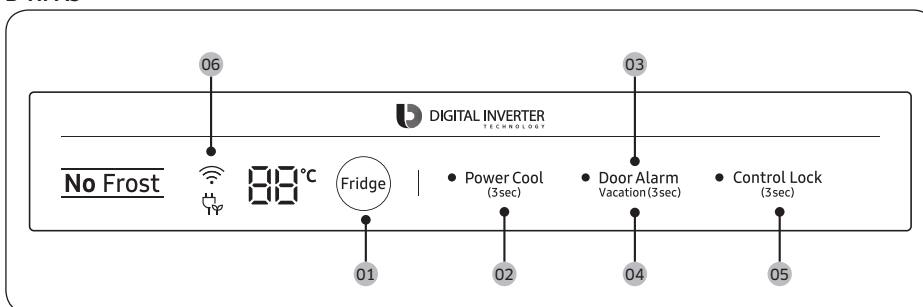 06
03
DIGITAL INVERTER
TECHNOLOGY
No Frost
88°C
Fridge
Power Cool
(3sec)
Door Alarm
Vacation(3sec)
Control Lock
(3sec)
01
02
04
05